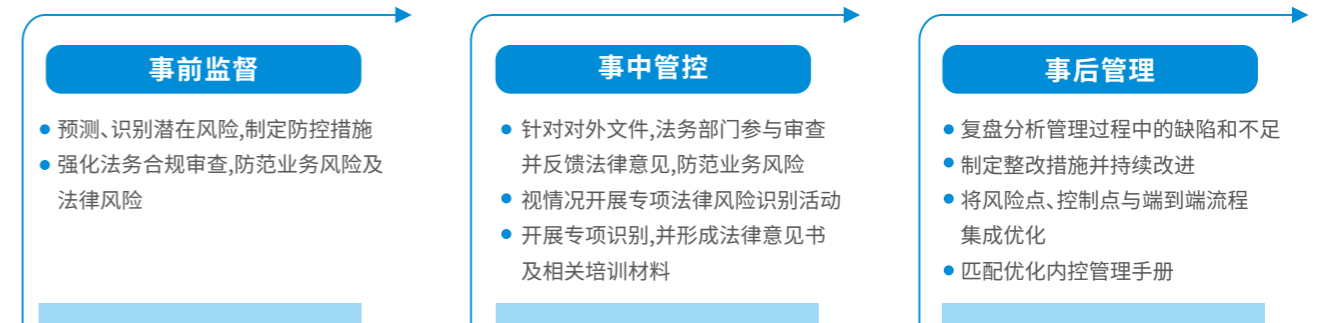 事前监督
预测、识别潜在风险,制定防控措施
强化法务合规审查,防范业务风险及
法律风险
事中管控
针对对外文件,法务部门参与审查
并反馈法律意见,防范业务风险
视情况开展专项法律风险识别活动
开展专项识别,并形成法律意见书
及相关培训材料
事后管理
复盘分析管理过程中的缺陷和不足
制定整改措施并持续改进
将风险点、控制点与端到端流程
集成优化
匹配优化内控管理手册